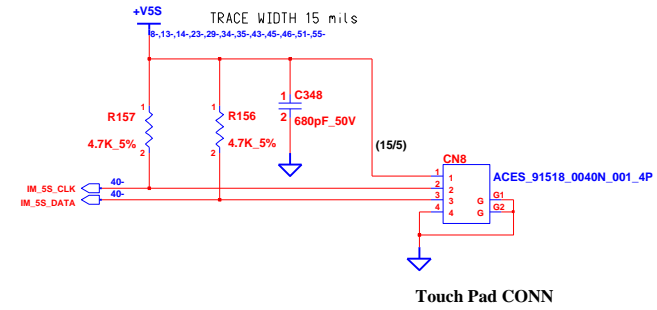 +V5S
TRACE WIDTH 15 mils
8-,13-,14-,23-,29-,34-,35-,43-,45-,46-,51-,55-
1
R157
4.7K_5%
2
1
R156
4.7K_5%
2
1 C348
2
680pF_50V
(15/5)
CN8
ACES_91518_0040N_001_4P
1 1
2 2
3 3 G G1
4 4 G G2
IM_5S_CLK 40-
IM_5S_DATA 40-
Touch Pad CONN